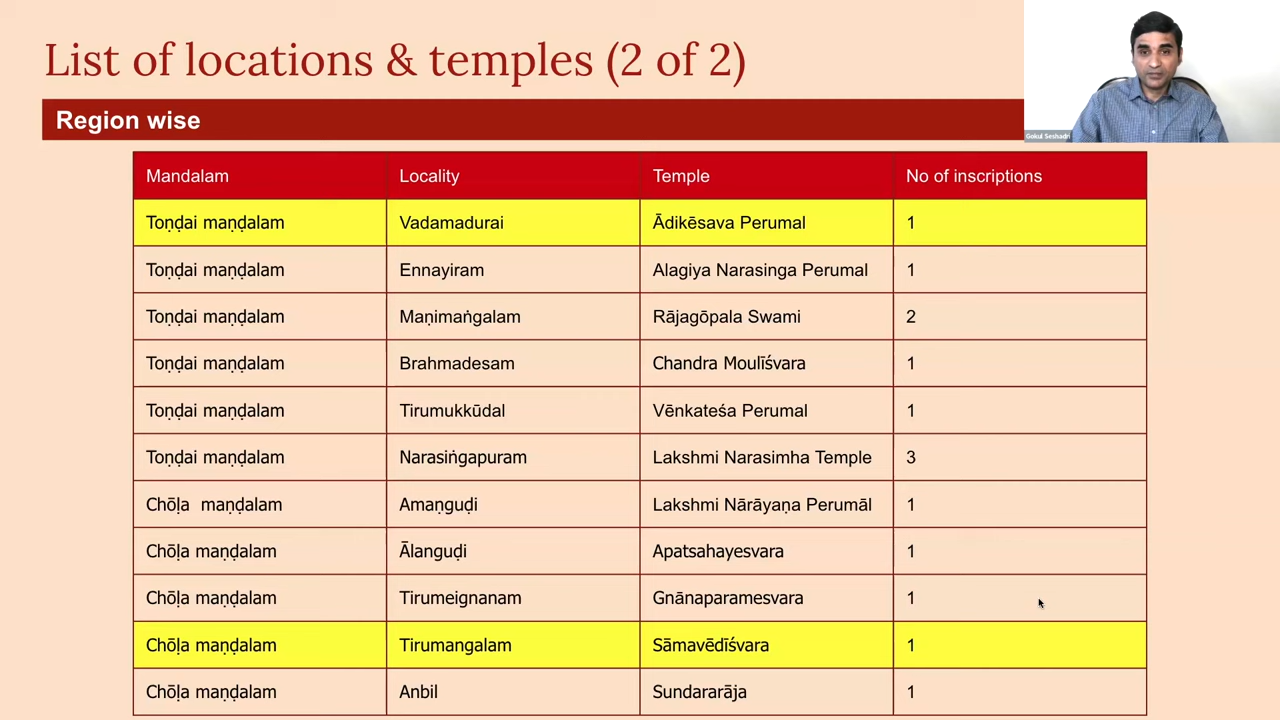 List of locations & temples (2 of 2)
Region wise
Gokul Seshadri
Mandalam Locality Temple No of inscriptions
Toṇḍai maṇḍalam Vadamadurai Ādikēsava Perumal 1
Toṇḍai maṇḍalam Ennayiram Alagiya Narasinga Perumal 1
Toṇḍai maṇḍalam Maṇimaṅgalam Rājagōpala Swami 2
Toṇḍai maṇḍalam Brahmadesam Chandra Moulīśvara 1
Toṇḍai maṇḍalam Tirumukkūdal Vēnkateśa Perumal 1
Toṇḍai maṇḍalam Narasiṅgapuram Lakshmi Narasimha Temple 3
Chōḷa maṇḍalam Amaṇguḍi Lakshmi Nārāyaṇa Perumāl 1
Chōḷa maṇḍalam Ālanguḍi Apatsahayesvara 1
Chōḷa maṇḍalam Tirumeignanam Gnānaparamesvara 1
Chōḷa maṇḍalam Tirumangalam Sāmavēdīśvara 1
Chōḷa maṇḍalam Anbil Sundararāja 1